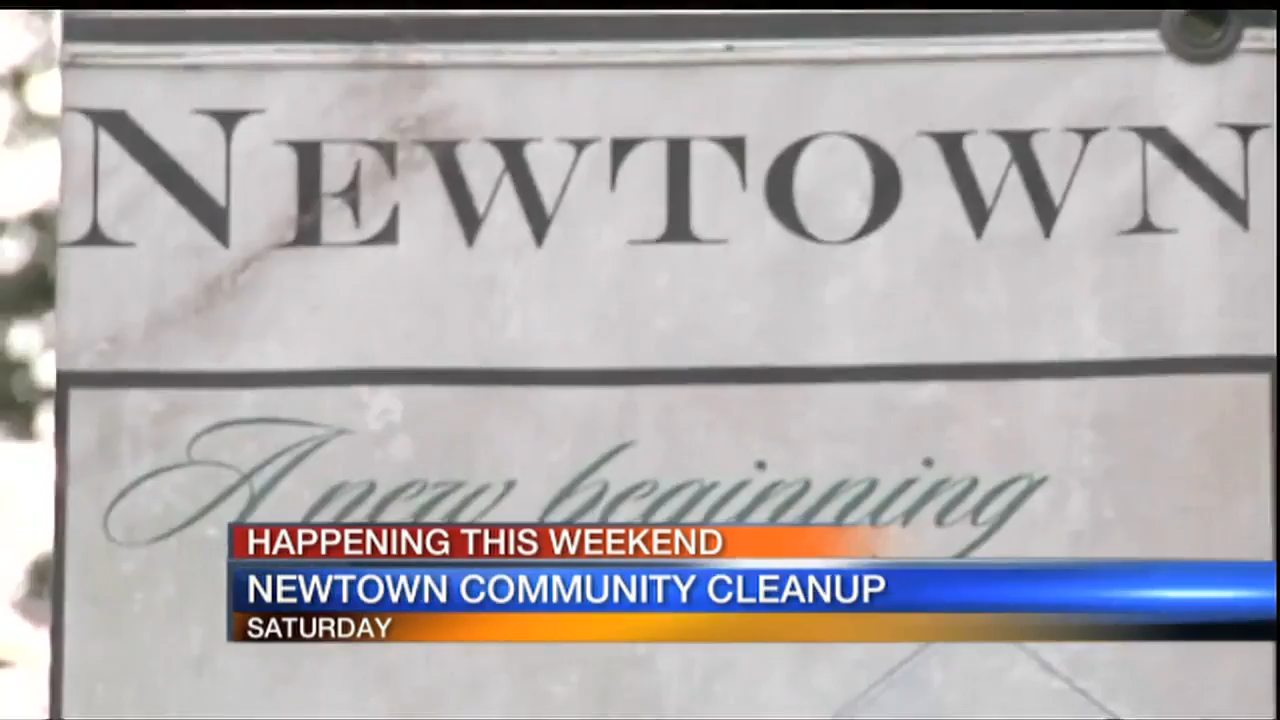 NEWTOWN
A new beginning
HAPPENING THIS WEEKEND
NEWTOWN COMMUNITY CLEANUP
SATURDAY